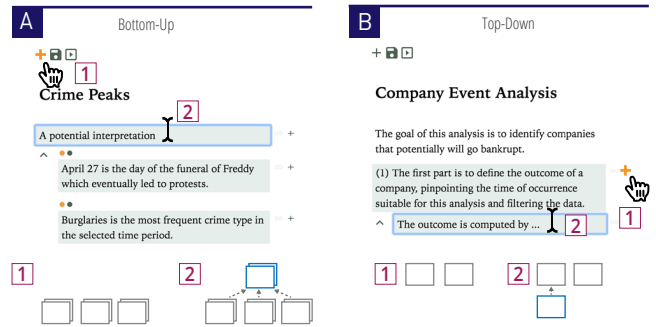 A
Bottom-Up
1
Crime Peaks
2
A potential interpretation
+
April 27 is the day of the funeral of Freddy
which eventually led to protests.
+
Burglaries is the most frequent crime type in
the selected time period.
+
1
2
B
Top-Down
Company Event Analysis
The goal of this analysis is to identify companies
that potentially will go bankrupt.
(1) The first part is to define the outcome of a
company, pinpointing the time of occurrence
suitable for this analysis and filtering the data.
1
The outcome is computed by ...
2
1
2